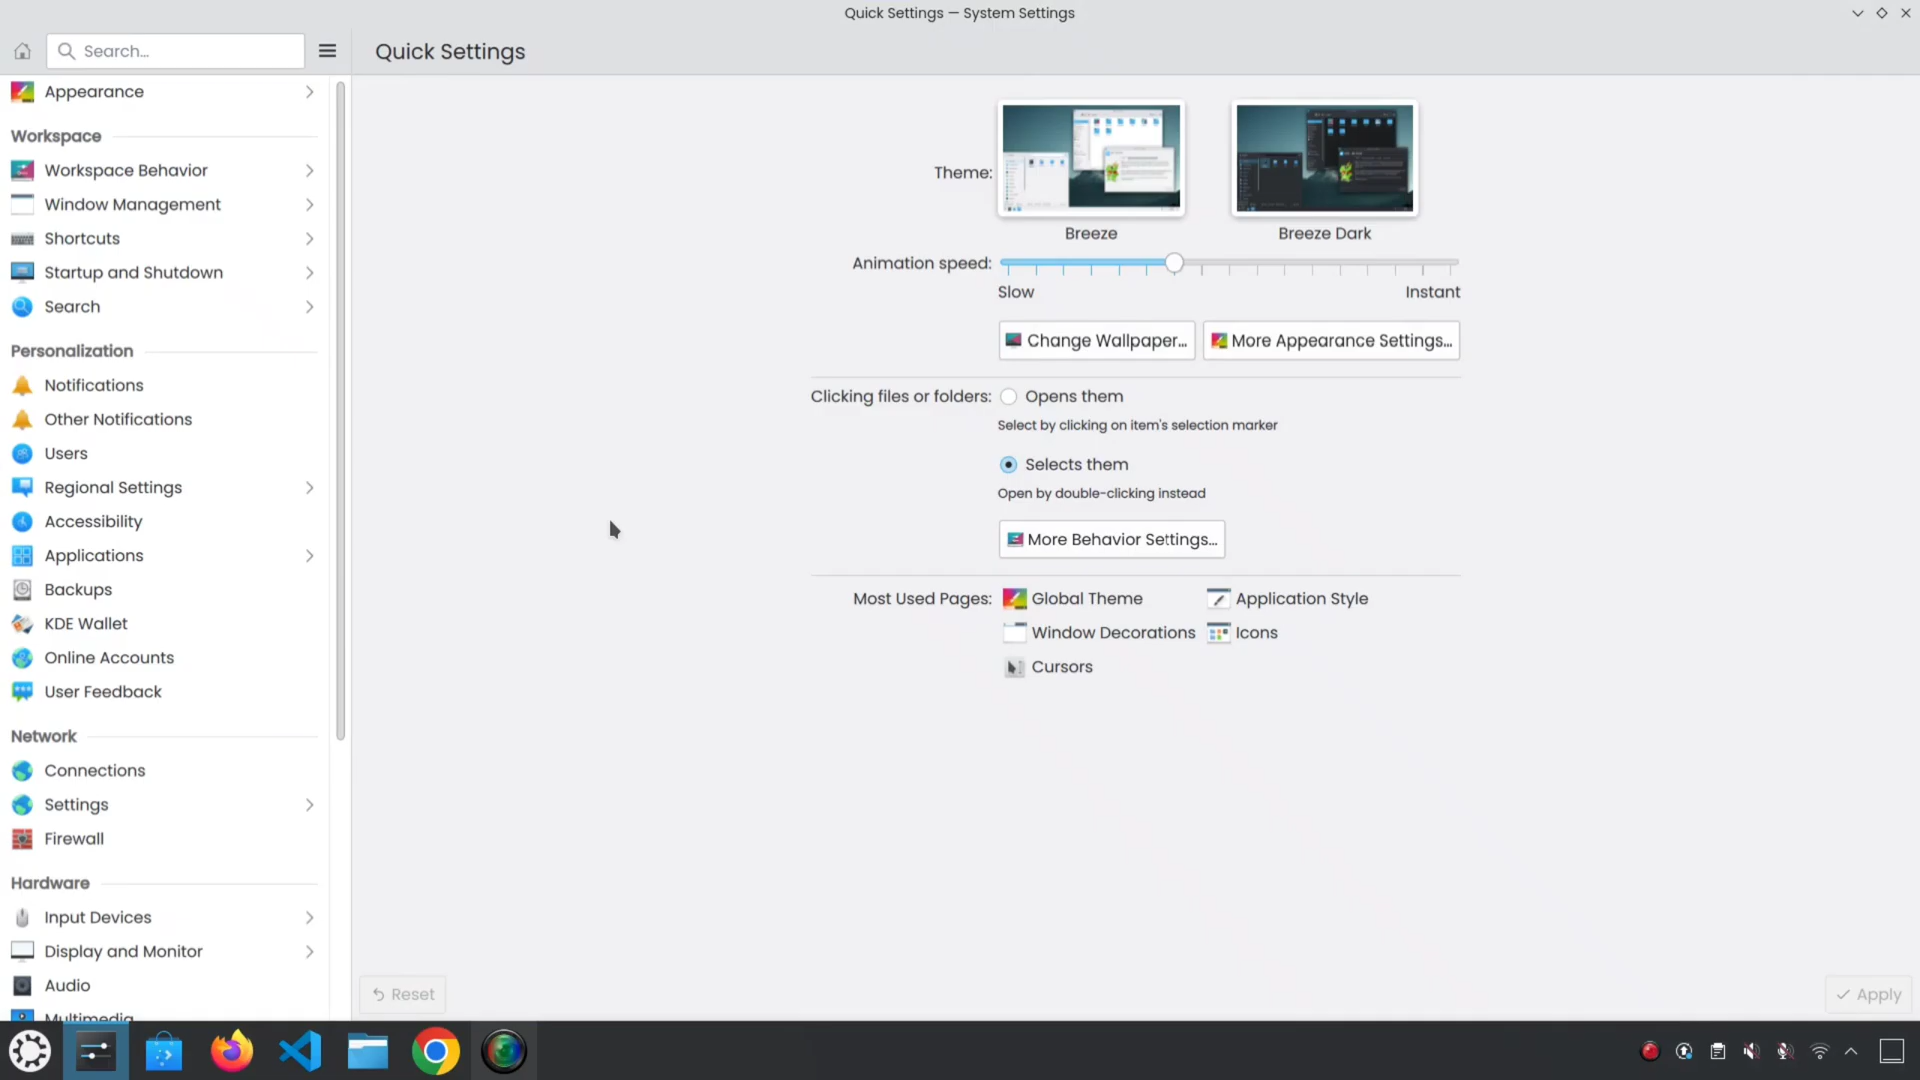 Quick Settings — System Settings
Search...
Quick Settings
Appearance
Workspace
Workspace Behavior
Window Management
Shortcuts
Startup and Shutdown
Search
Personalization
Notifications
Other Notifications
Users
Regional Settings
Accessibility
Applications
Backups
KDE Wallet
Online Accounts
User Feedback
Network
Connections
Settings
Firewall
Hardware
Input Devices
Display and Monitor
Audio
Multimedia
Theme:
Breeze
Breeze Dark
Animation speed:
Slow
Instant
Change Wallpaper...
More Appearance Settings...
Clicking files or folders:
Opens them
Select by clicking on item's selection marker
Selects them
Open by double-clicking instead
More Behavior Settings...
Most Used Pages:
Global Theme
Application Style
Window Decorations
Icons
Cursors
Reset
Apply